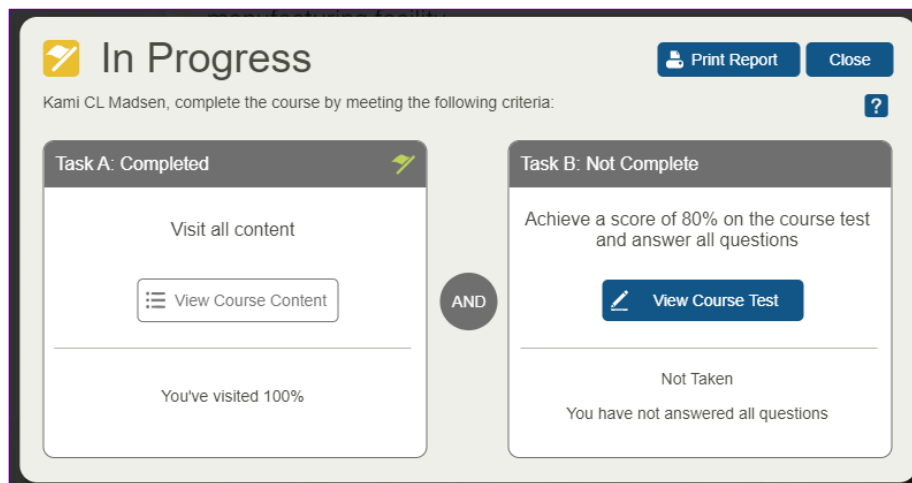 manufacturing facility
In Progress
Print Report
Close
Kami CL Madsen, complete the course by meeting the following criteria:
?
Task A: Completed
Visit all content
View Course Content
You've visited 100%
AND
Task B: Not Complete
Achieve a score of 80% on the course test
and answer all questions
View Course Test
Not Taken
You have not answered all questions